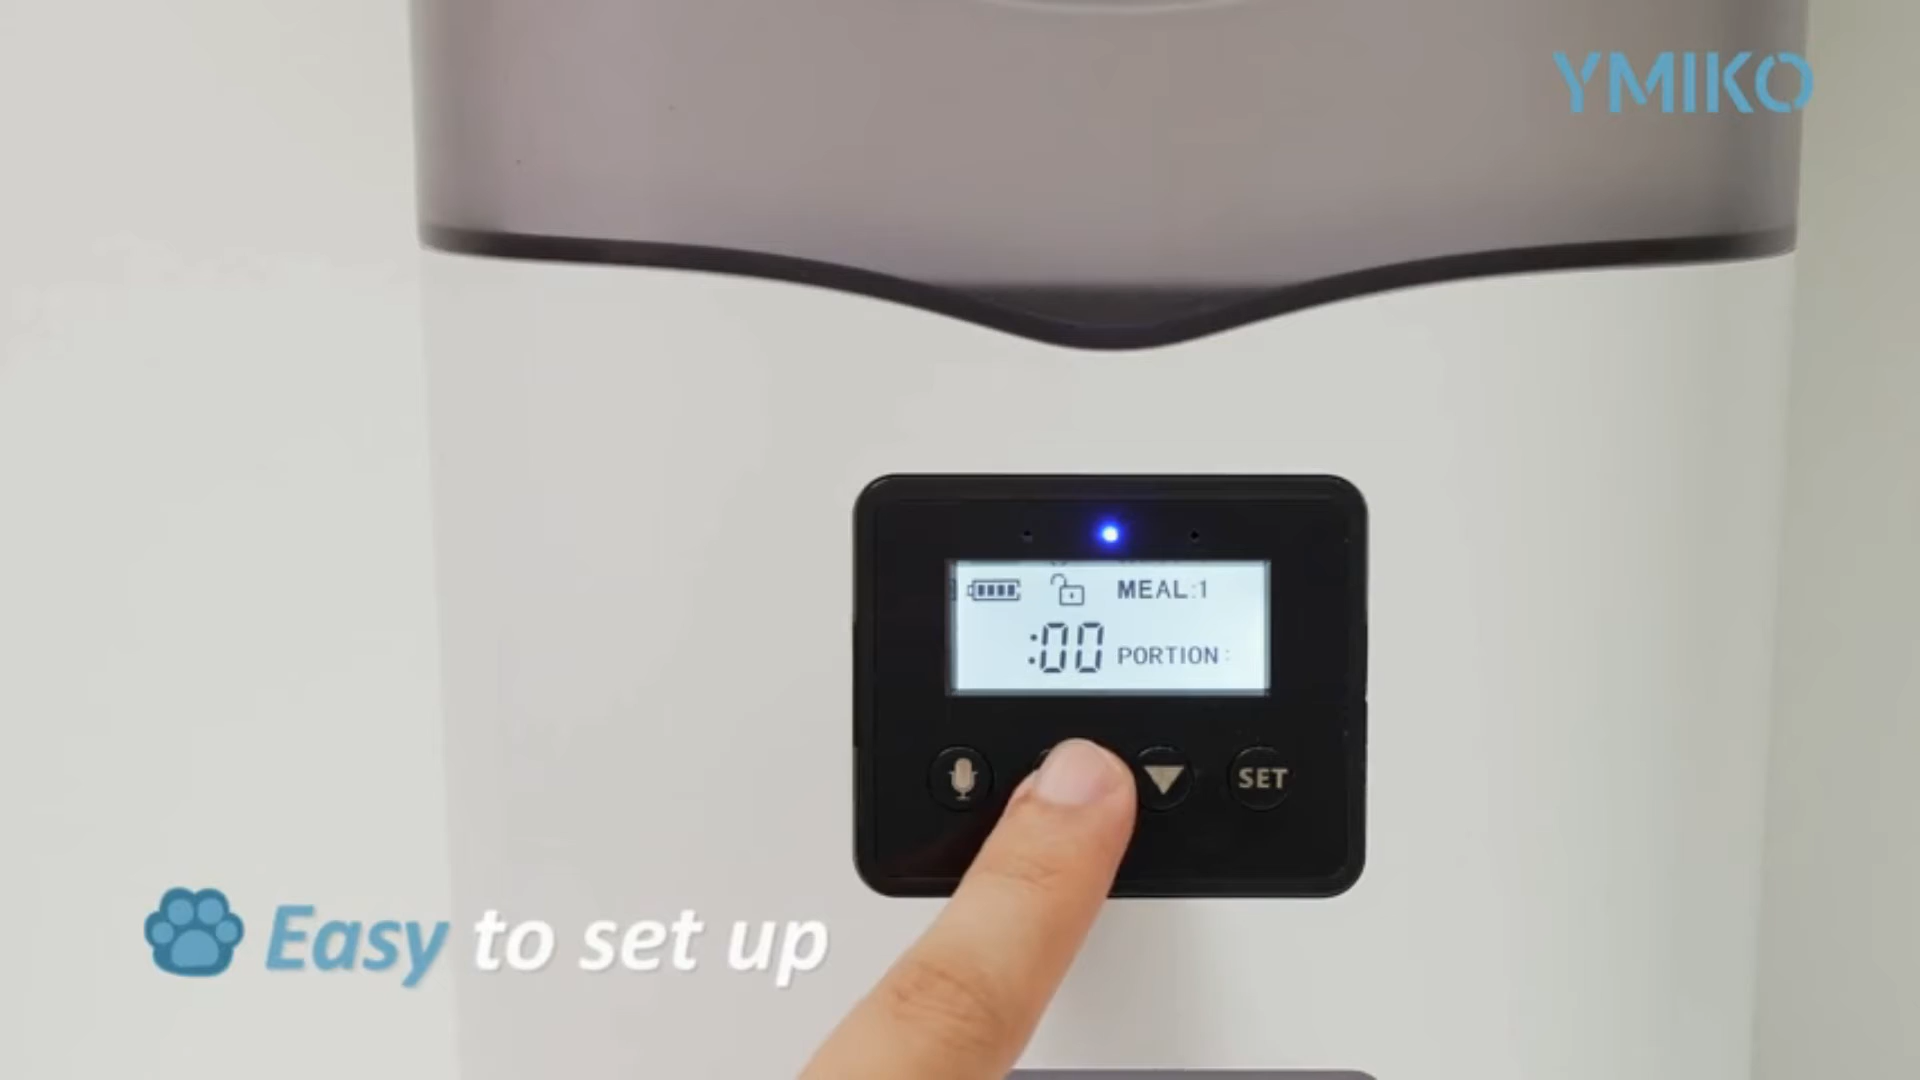 YMIKO
MEAL:1
:00 PORTION:
SET
Easy to set up